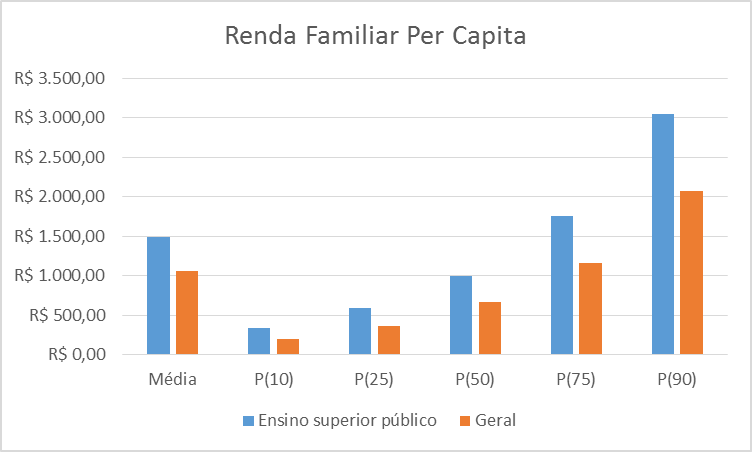 Renda Familiar Per Capita
R$ 3.500,00
R$ 3.000,00
R$ 2.500,00
R$ 2.000,00
R$ 1.500,00
R$ 1.000,00
R$ 500,00
R$ 0,00
Média P(10) P(25) P(50) P(75) P(90)
Ensino superior público Geral